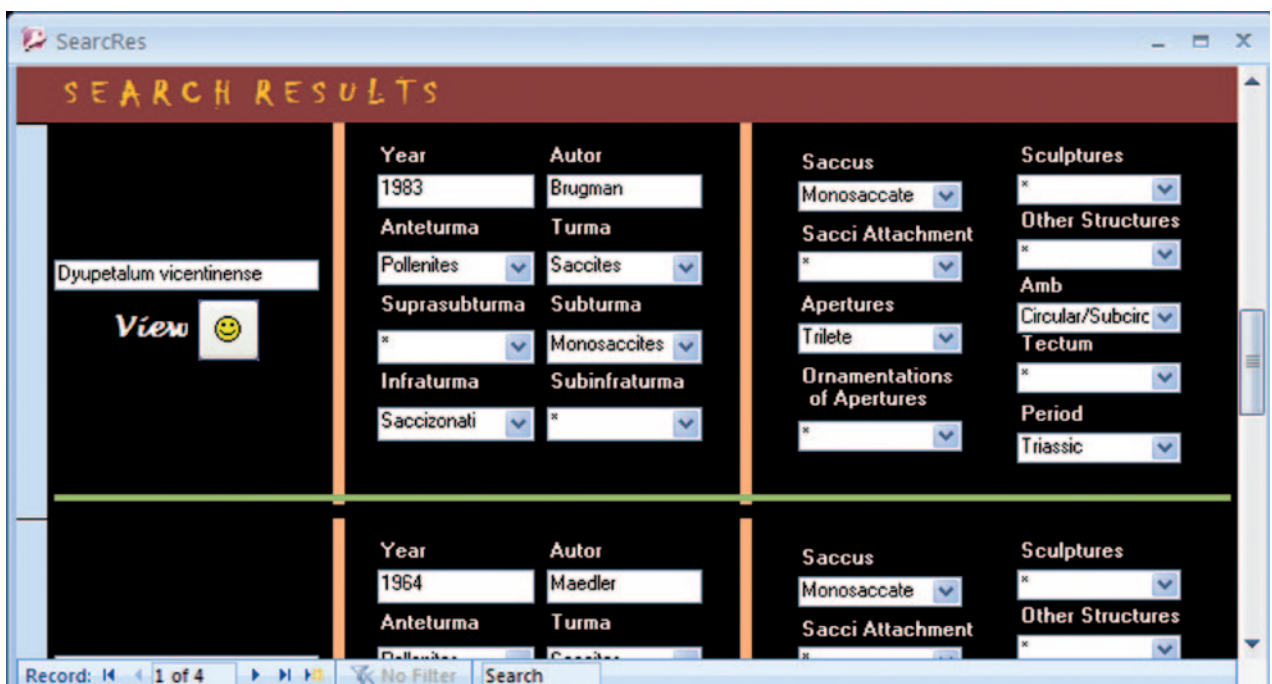 SearcRes
SEARCH RESULTS
Dyupetalum vicentinense
View
Year Autor
1983 Brugman
Anteturma Turma
Pollenites Saccites
Suprasubturma Subturma
* Monosaccites
Infraturma Subinfraturma
Saccizonati *
Saccus
Monosaccate
Sacci Attachment
*
Apertures
Trilete
Ornamentations
of Apertures
*
Sculptures
*
Other Structures
*
Amb
Circular/Subcirc
Tectum
*
Period
Triassic
Year Autor
1964 Maedler
Anteturma Turma
Pollenites Saccites
Saccus
Monosaccate
Sacci Attachment
*
Sculptures
*
Other Structures
*
Record: 1 of 4 No Filter Search